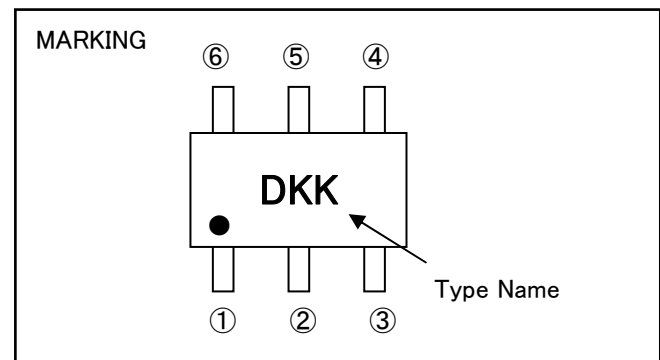 MARKING
⑥ ⑤ ④
DKK
Type Name
① ② ③